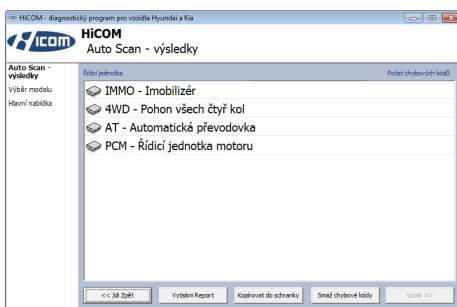 HiCOM - diagnostický program pro vozidla Hyundai a Kia
HICOM
HiCOM
Auto Scan - výsledky
Auto Scan -
výsledky
Výběr modelu
Hlavní nabídka
Řídicí jednotka
Počet chybových kódů
IMMO - Imobilizér
4WD - Pohon všech čtyř kol
AT - Automatická převodovka
PCM - Řídicí jednotka motoru
<< Jdi Zpět
Vytiskni Report
Kopírovat do schranky
Smaž chybové kódy
Spustit >>